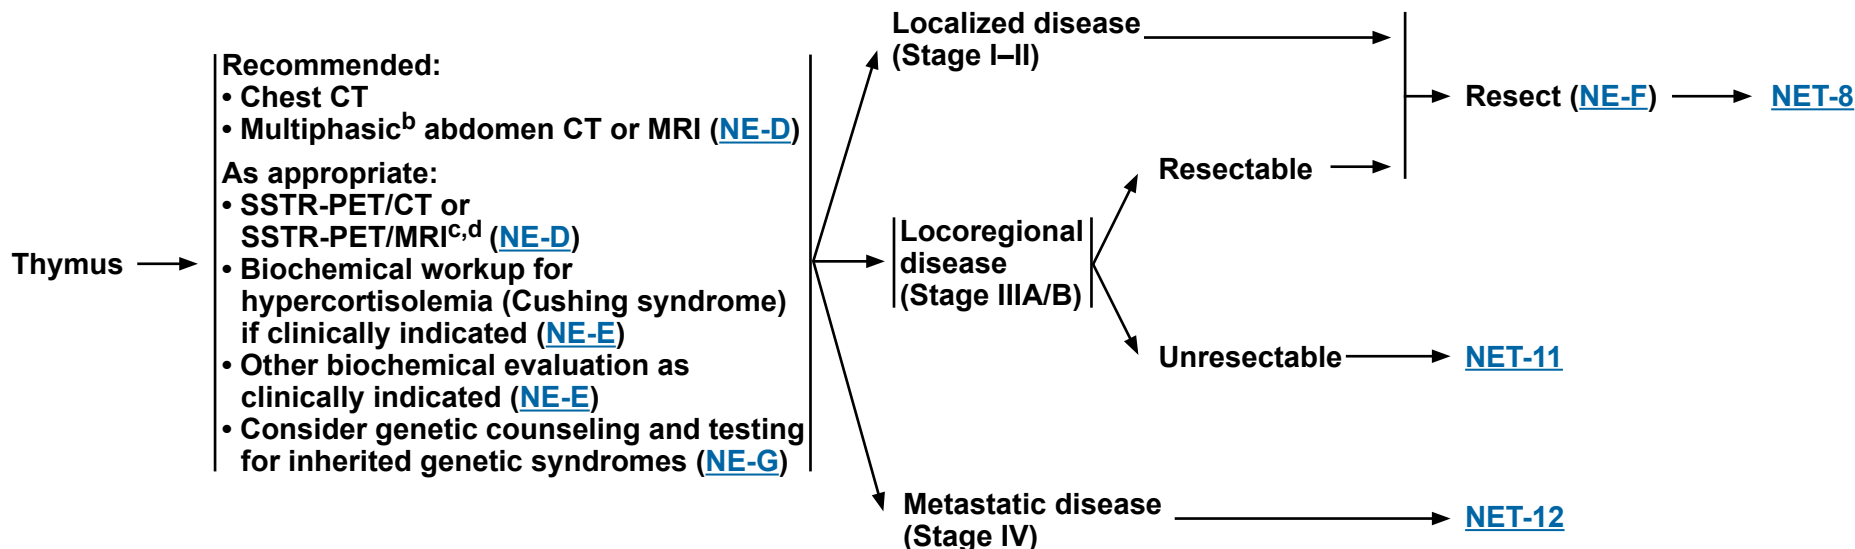 Thymus
Recommended:
• Chest CT
• Multiphasicb abdomen CT or MRI (NE-D)
As appropriate:
• SSTR-PET/CT or
SSTR-PET/MRIc,d (NE-D)
• Biochemical workup for
hypercortisolemia (Cushing syndrome)
if clinically indicated (NE-E)
• Other biochemical evaluation as
clinically indicated (NE-E)
• Consider genetic counseling and testing
for inherited genetic syndromes (NE-G)
Localized disease
(Stage I–II)
Locoregional
disease
(Stage IIIA/B)
Resectable
Resect (NE-F)
NET-8
Unresectable
NET-11
Metastatic disease
(Stage IV)
NET-12